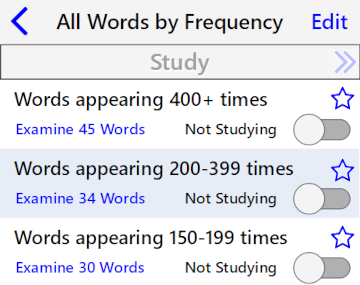 All Words by Frequency Edit
Study
Words appearing 400+ times
Examine 45 Words Not Studying
Words appearing 200-399 times
Examine 34 Words Not Studying
Words appearing 150-199 times
Examine 30 Words Not Studying